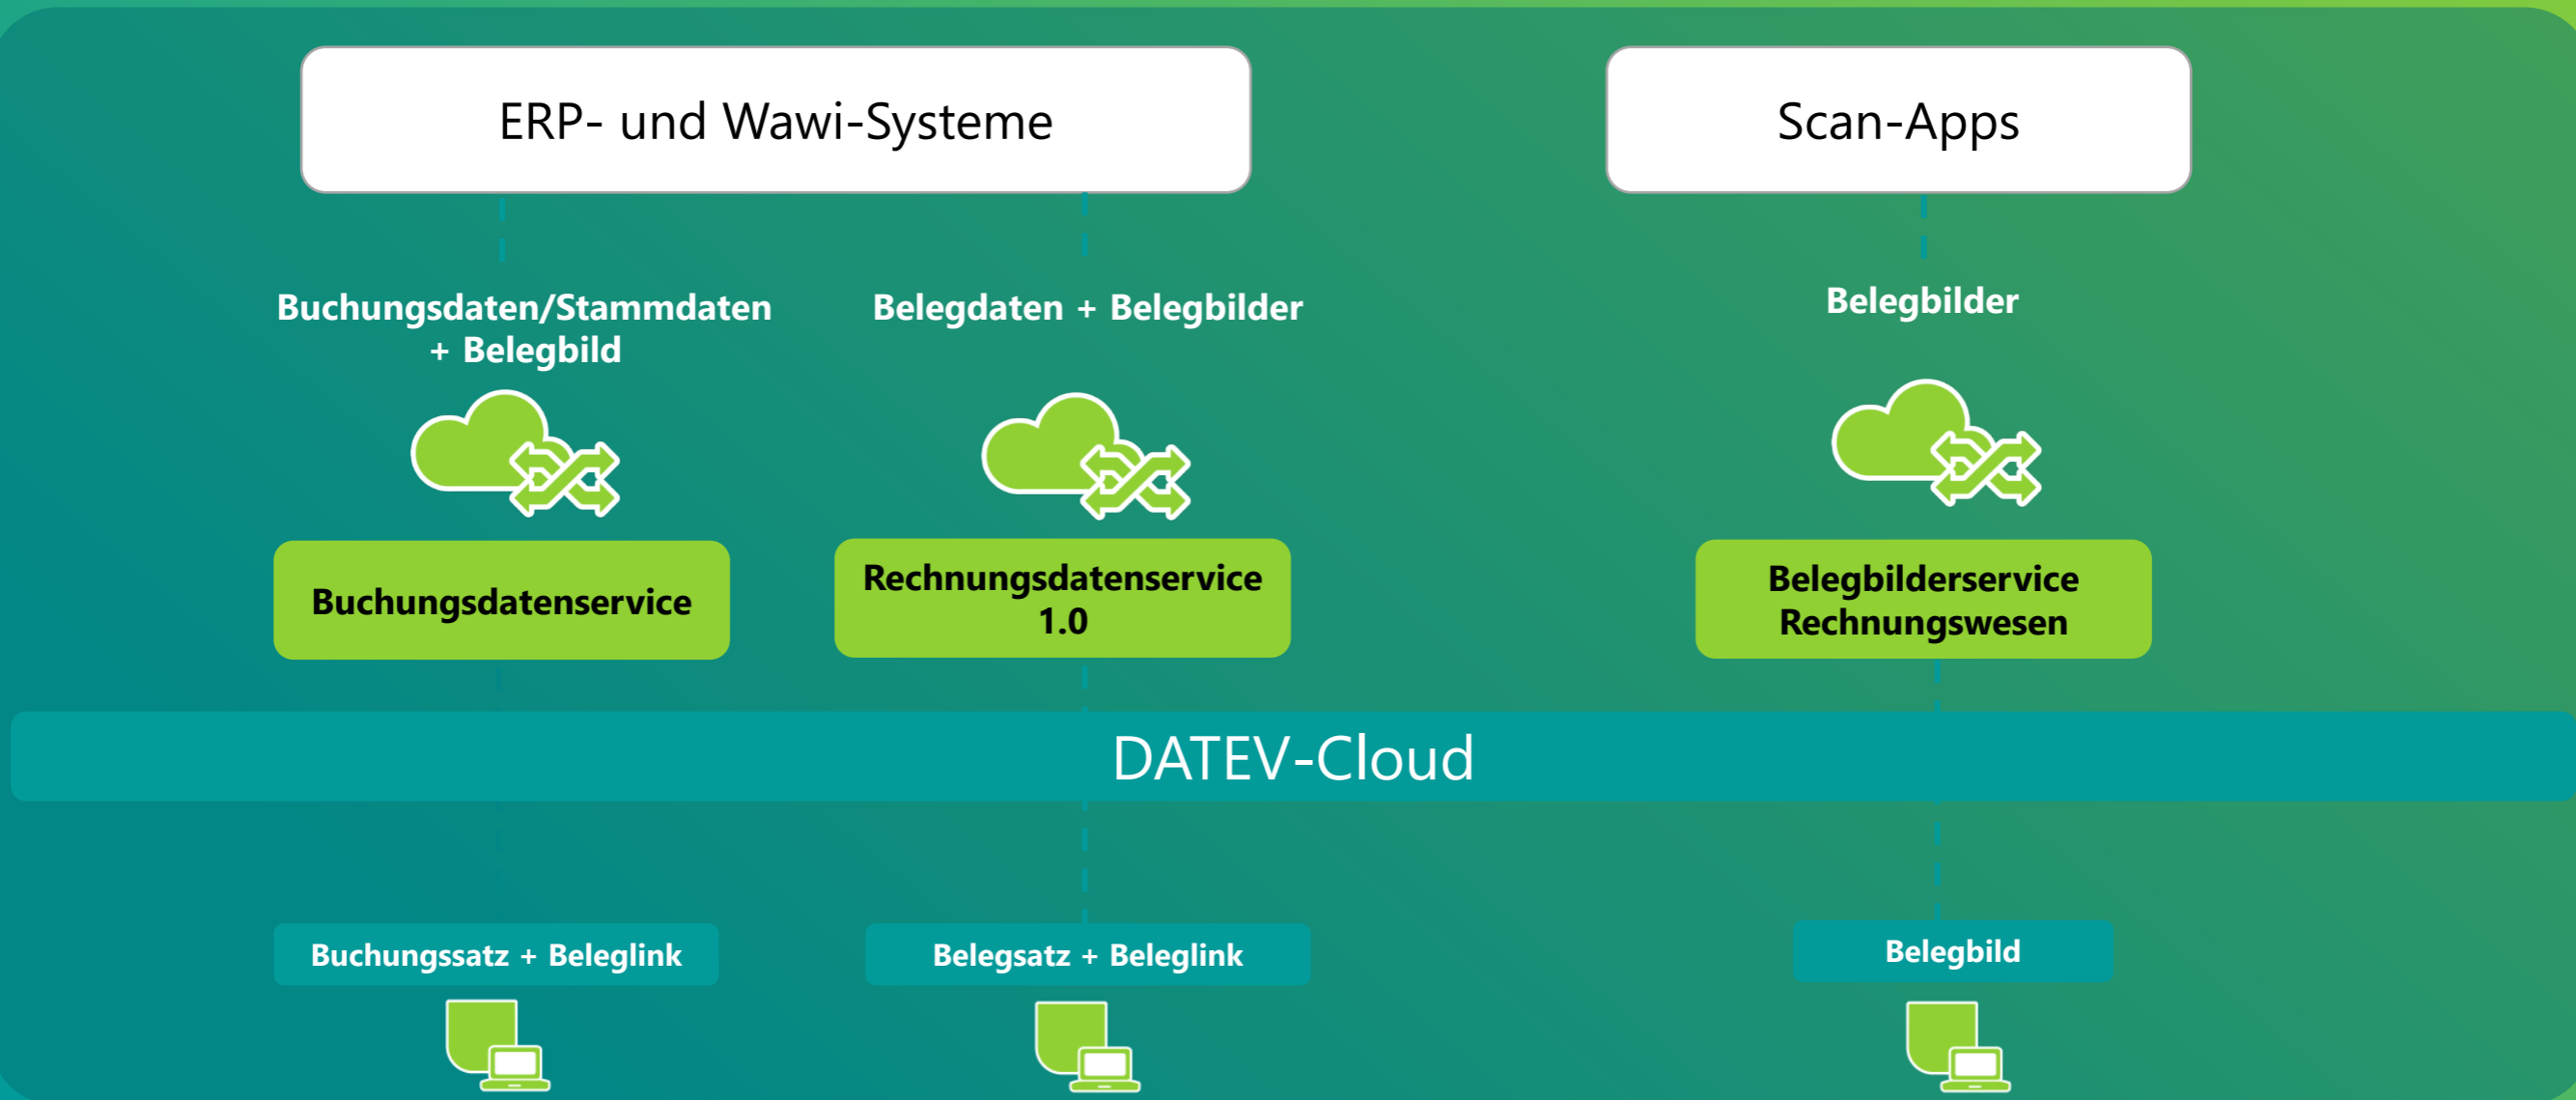 ERP- und Wawi-Systeme
Scan-Apps
Buchungsdaten/Stammdaten
+ Belegbild
Belegdaten + Belegbilder
Belegbilder
Buchungsdatenservice
Rechnungsdatenservice
1.0
Belegbilderservice
Rechnungswesen
DATEV-Cloud
Buchungssatz + Beleglink
Belegsatz + Beleglink
Belegbild